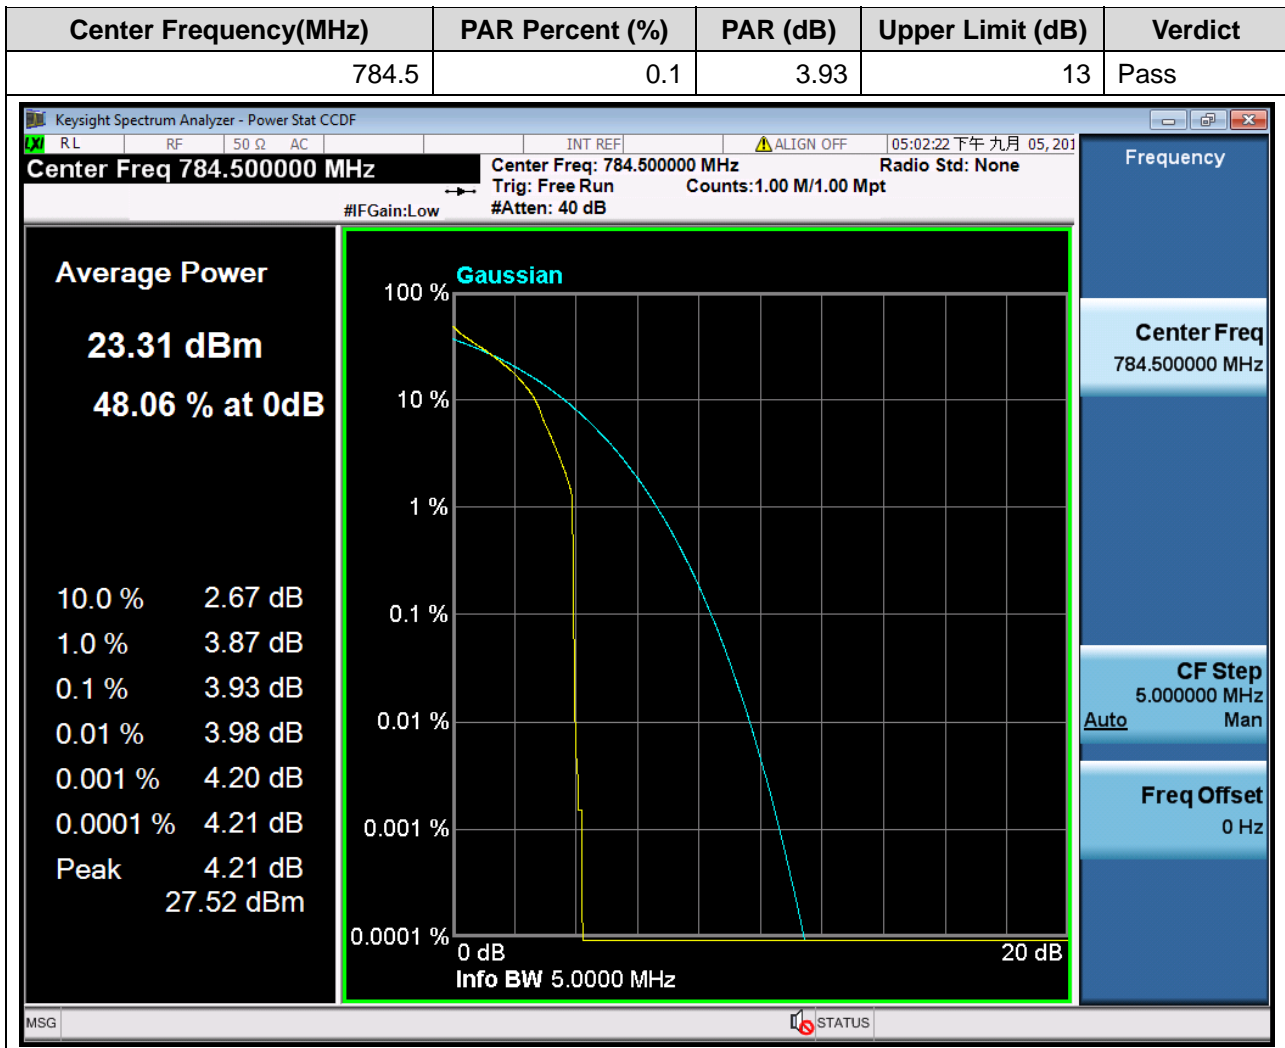 Center Frequency(MHz) PAR Percent (%) PAR (dB) Upper Limit (dB) Verdict
784.5 0.1 3.93 13 Pass
Keysight Spectrum Analyzer - Power Stat CCDF
LXI RL RF 50 Ω AC INT REF ALIGN OFF 05:02:22 下午 九月 05, 201
Center Freq 784.500000 MHz
Center Freq: 784.500000 MHz Radio Std: None
Trig: Free Run Counts:1.00 M/1.00 Mpt
#IFGain:Low #Atten: 40 dB
Average Power
23.31 dBm
48.06 % at 0dB
10.0 % 2.67 dB
1.0 % 3.87 dB
0.1 % 3.93 dB
0.01 % 3.98 dB
0.001 % 4.20 dB
0.0001 % 4.21 dB
Peak 4.21 dB
27.52 dBm
Gaussian
100 %
10 %
1 %
0.1 %
0.01 %
0.001 %
0.0001 %
0 dB 20 dB
Info BW 5.0000 MHz
Frequency
Center Freq
784.500000 MHz
CF Step
5.000000 MHz
Auto Man
Freq Offset
0 Hz
MSG STATUS